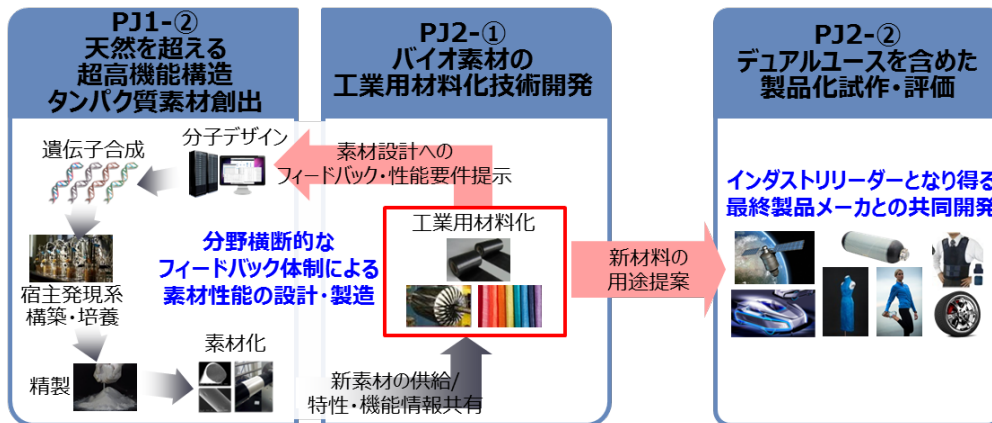 PJ1-②
天然を超える
超高機能構造
タンパク質素材創出
遺伝子合成
分子デザイン
宿主発現系
構築・培養
精製
素材化
分野横断的な
フィードバック体制による
素材性能の設計・製造
PJ2-①
バイオ素材の
工業用材料化技術開発
素材設計への
フィードバック・性能要件提示
工業用材料化
新素材の供給/
特性・機能情報共有
新材料の
用途提案
PJ2-②
デュアルユースを含めた
製品化試作・評価
インダストリリーダーとなり得る
最終製品メーカとの共同開発